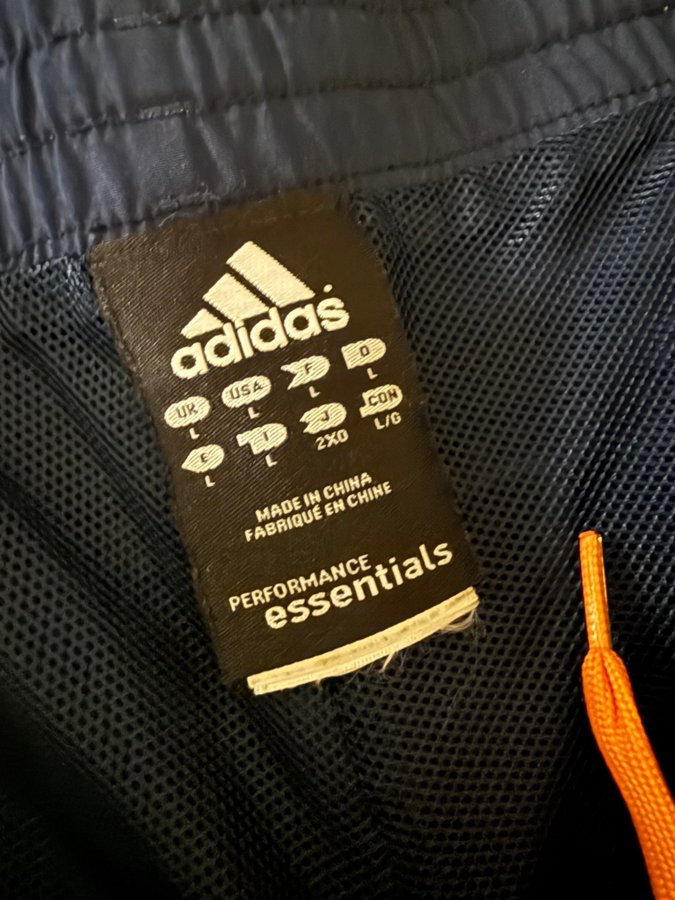 adidas
UK USA F D
L L L L
E I J CDN
L L 2XO L/G
MADE IN CHINA
FABRIQUÉ EN CHINE
PERFORMANCE
essentials